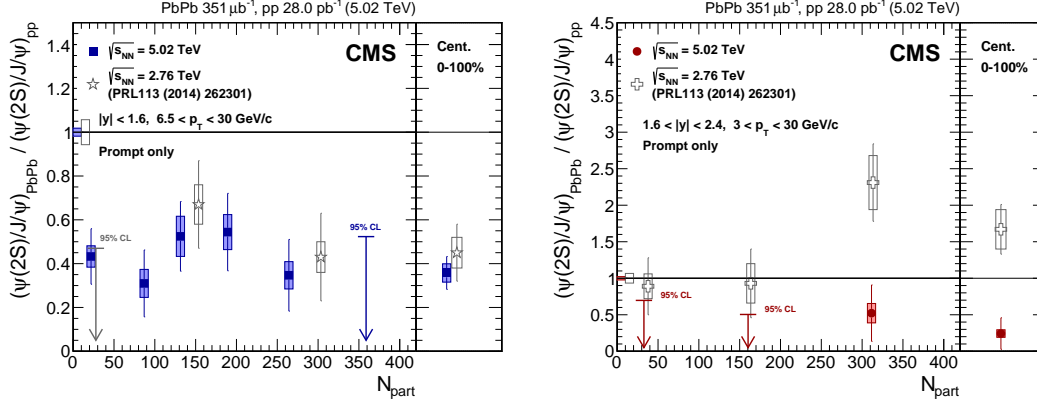 PbPb 351 μb⁻¹, pp 28.0 pb⁻¹ (5.02 TeV)
(ψ(2S)/J/ψ)PbPb / (ψ(2S)/J/ψ)pp
1.4
1.2
1
0.8
0.6
0.4
0.2
0
√sNN = 5.02 TeV
CMS
√sNN = 2.76 TeV
(PRL113 (2014) 262301)
|y| < 1.6, 6.5 < pT < 30 GeV/c
Prompt only
95% CL
95% CL
Cent.
0-100%
0 50 100 150 200 250 300 350 400
Npart
PbPb 351 μb⁻¹, pp 28.0 pb⁻¹ (5.02 TeV)
(ψ(2S)/J/ψ)PbPb / (ψ(2S)/J/ψ)pp
4.5
4
3.5
3
2.5
2
1.5
1
0.5
0
√sNN = 5.02 TeV
CMS
√sNN = 2.76 TeV
(PRL113 (2014) 262301)
1.6 < |y| < 2.4, 3 < pT < 30 GeV/c
Prompt only
95% CL
95% CL
Cent.
0-100%
0 50 100 150 200 250 300 350 400
Npart